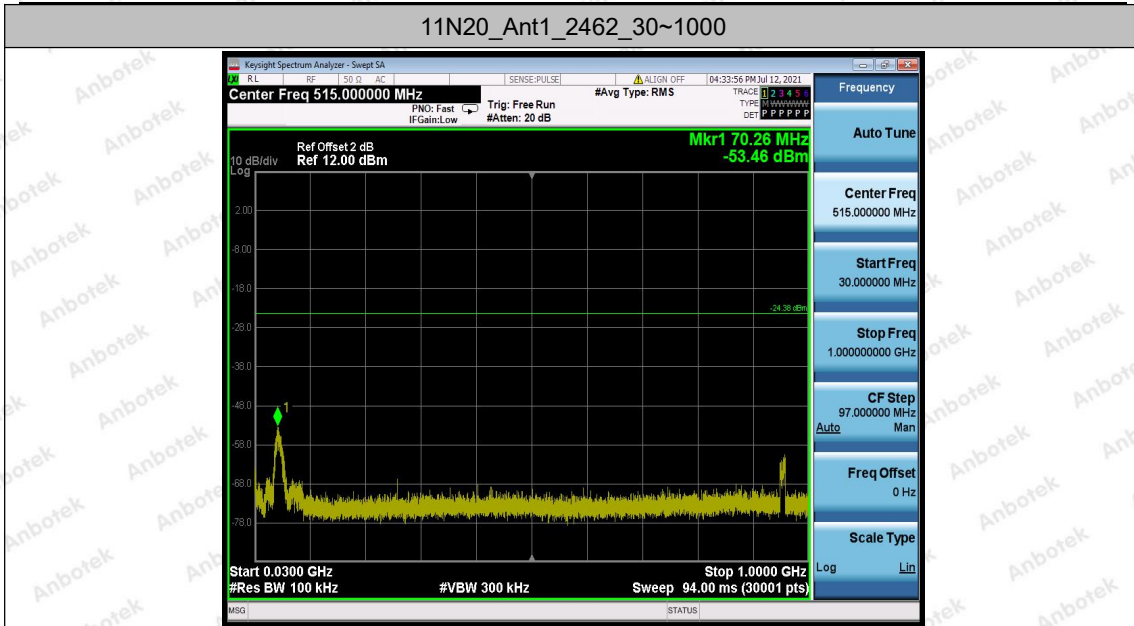 11N20_Ant1_2462_30~1000
Keysight Spectrum Analyzer - Swept SA
RL RF 50 Ω AC SENSE:PULSE ALIGN OFF 04:33:56 PM Jul 12, 2021
Center Freq 515.000000 MHz #Avg Type: RMS TRACE 1 2 3 4 5 6
PNO: Fast Trig: Free Run TYPE M WWWWW
IFGain:Low #Atten: 20 dB DET P P P P P P
Ref Offset 2 dB Mkr1 70.26 MHz
10 dB/div Ref 12.00 dBm -53.46 dBm
Log
2.00
-8.00
-18.0
-24.38 dBm
-28.0
-38.0
-48.0
1
-58.0
-68.0
-78.0
Start 0.0300 GHz Stop 1.0000 GHz
#Res BW 100 kHz #VBW 300 kHz Sweep 94.00 ms (30001 pts)
MSG STATUS
Frequency
Auto Tune
Center Freq
515.000000 MHz
Start Freq
30.000000 MHz
Stop Freq
1.000000000 GHz
CF Step
97.000000 MHz
Auto Man
Freq Offset
0 Hz
Scale Type
Log Lin
Anbotek